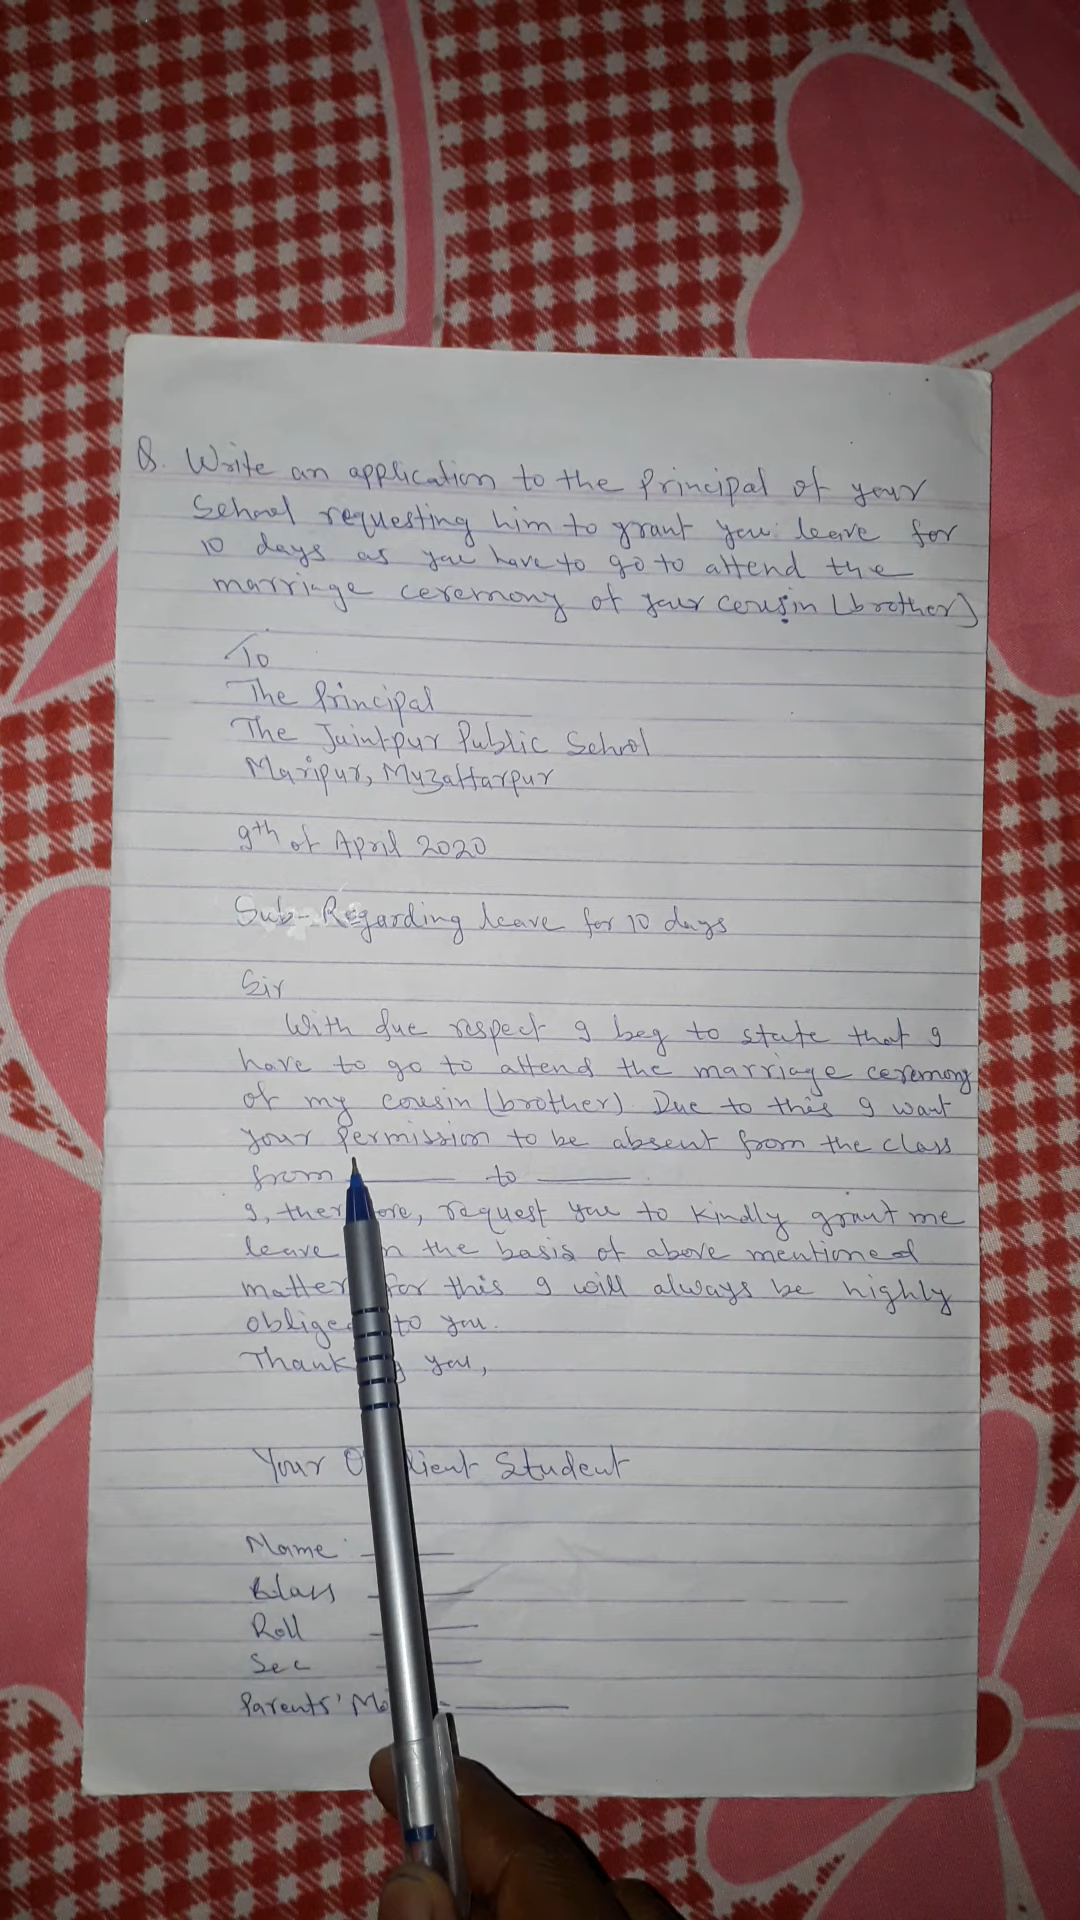 Q. Write an application to the Principal of your
School requesting him to grant you leave for
10 days as you have to go to attend the
marriage ceremony of your cousin (brother)
To
The Principal
The Jaintpur Public School
Maripur, Muzaffarpur
9th of April 2020
Sub- Regarding leave for 10 days
Sir
With due respect I beg to state that I
have to go to attend the marriage ceremony
of my cousin (brother). Due to this I want
your permission to be absent from the class
from ——— to ———.
I, therefore, request you to kindly grant me
leave on the basis of above mentioned
matter for this I will always be highly
obliged to you.
Thanking you,
Your Student
Name
Class
Roll
Sec
Parents'